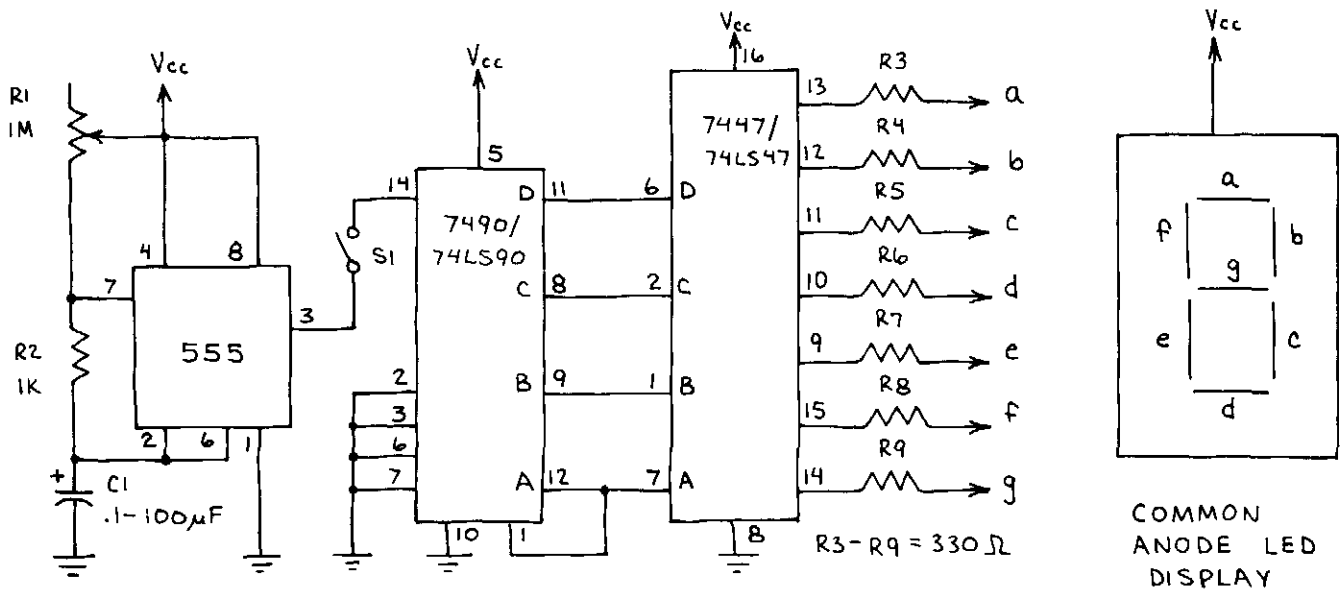 Vcc
R1
1M
4
8
7
3
555
R2
1K
2
6
1
+
C1
.1-100µF
S1
Vcc
5
14
D
11
7490/
74LS90
C
8
2
3
B
9
6
7
A
12
10
1
Vcc
16
7447/
74LS47
6
D
2
C
1
B
7
A
8
13
R3
a
12
R4
b
11
R5
c
10
R6
d
9
R7
e
15
R8
f
14
R9
g
R3-R9 = 330 Ω
Vcc
a
f
b
g
e
c
d
COMMON
ANODE LED
DISPLAY